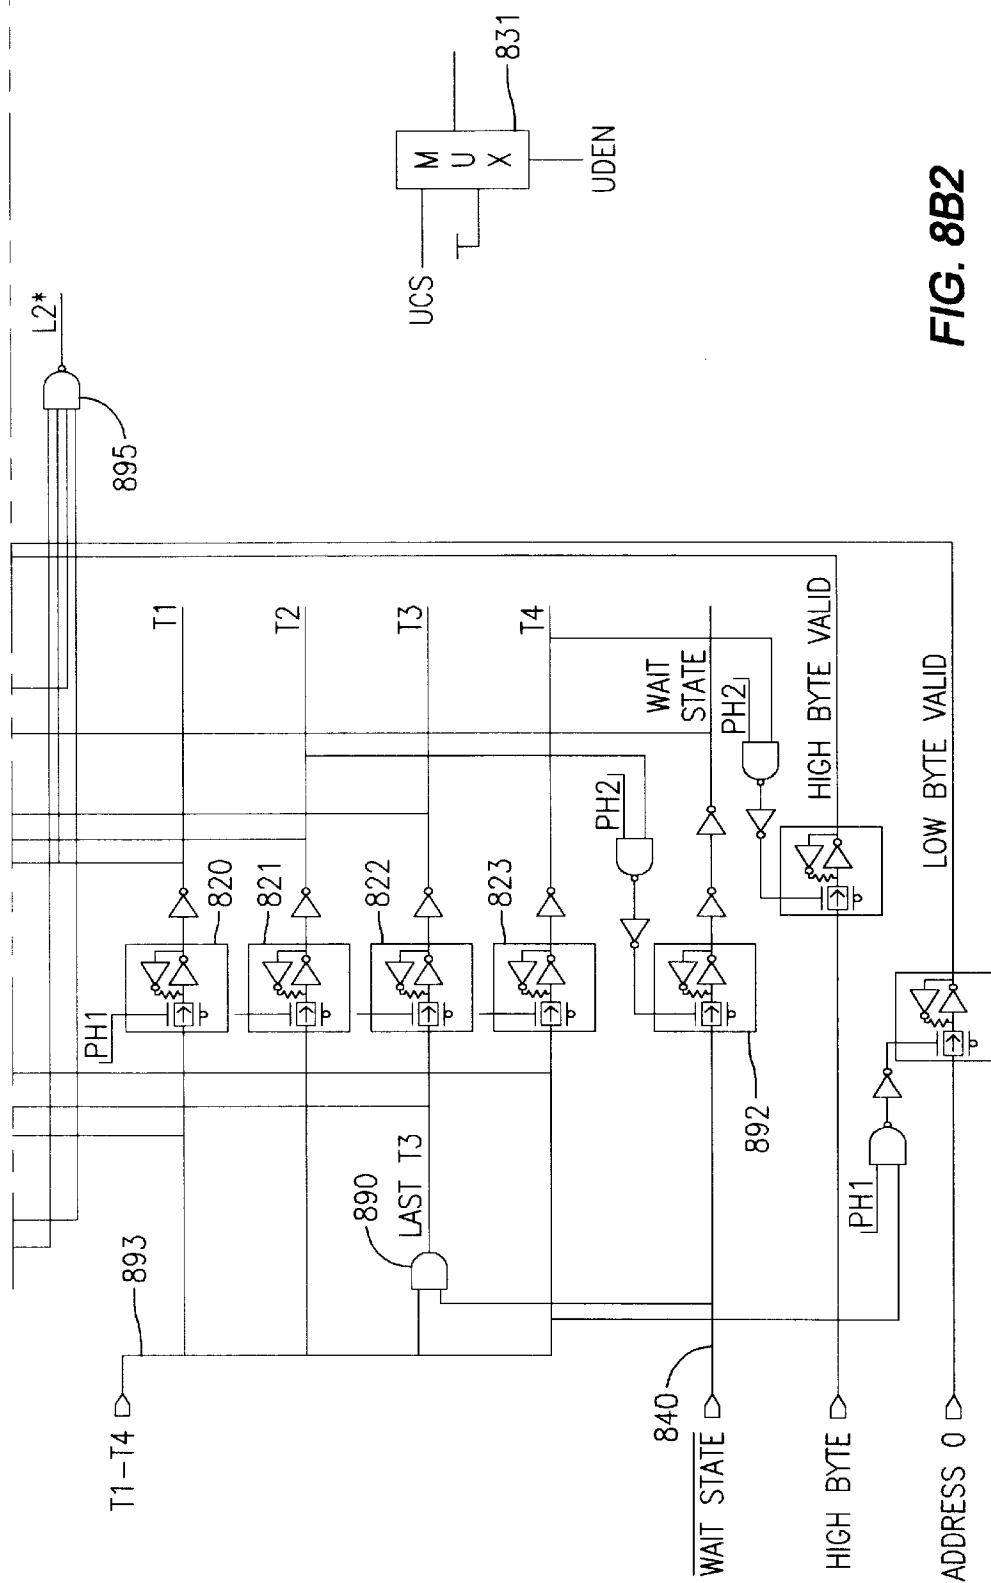 T1-T4
893
T1
T2
T3
T4
820
821
822
823
PH1
890
LAST T3
895
L2*
UCS
M
U
X
831
UDEN
WAIT STATE
840
892
PH2
WAIT
STATE
HIGH BYTE
PH2
HIGH BYTE VALID
ADDRESS 0
PH1
LOW BYTE VALID
FIG. 8B2